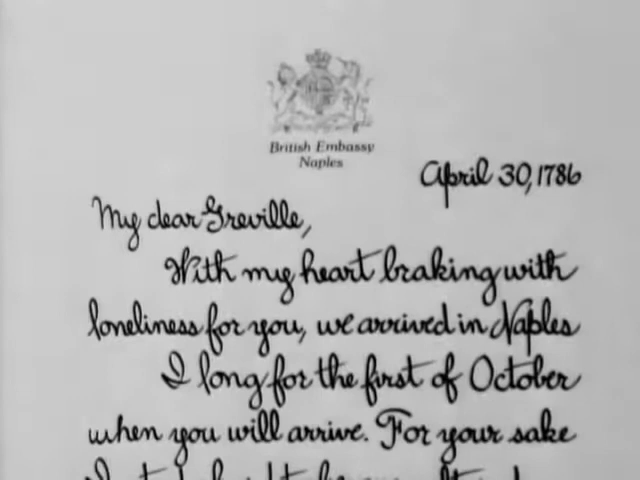 British Embassy
Naples
April 30, 1786
My dear Greville,
With my heart braking with
loneliness for you, we arrived in Naples
I long for the first of October
when you will arrive. For your sake